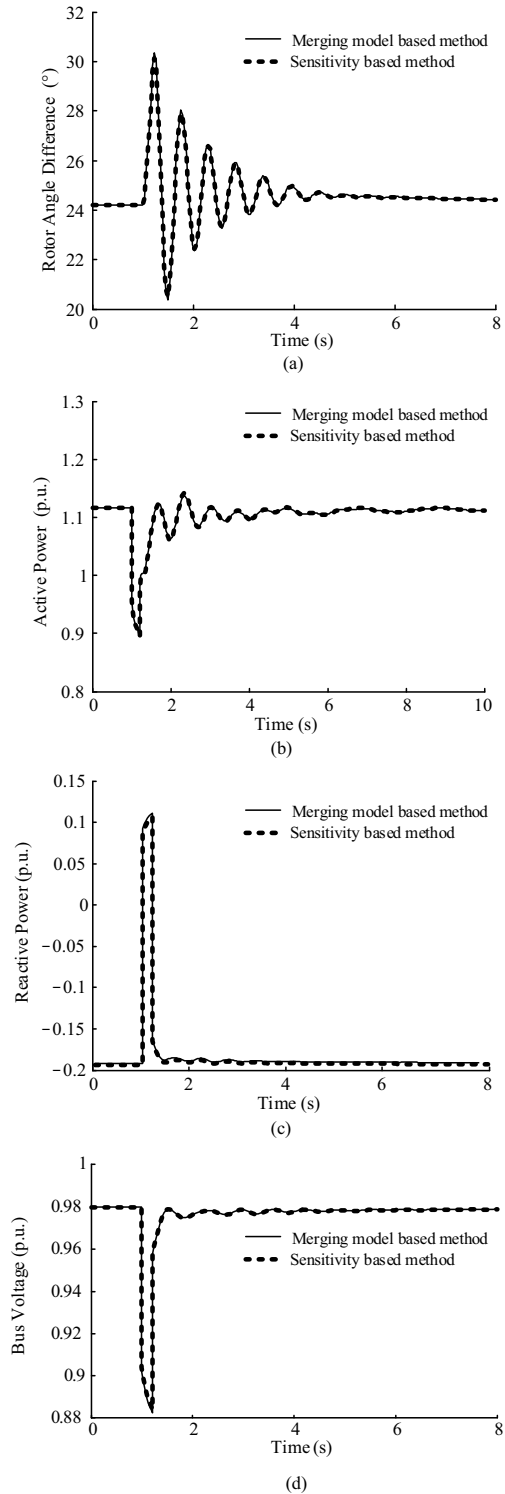 32
30
28
26
24
22
20
Rotor Angle Difference (°)
Merging model based method
Sensitivity based method
0 2 4 6 8
Time (s)
(a)
1.3
1.2
1.1
1
0.9
0.8
Active Power (p.u.)
Merging model based method
Sensitivity based method
0 2 4 6 8 10
Time (s)
(b)
0.15
0.1
0.05
0
−0.05
−0.1
−0.15
−0.2
Reactive Power (p.u.)
Merging model based method
Sensitivity based method
0 2 4 6 8
Time (s)
(c)
1
0.98
0.96
0.94
0.92
0.9
0.88
Bus Voltage (p.u.)
Merging model based method
Sensitivity based method
0 2 4 6 8
Time (s)
(d)